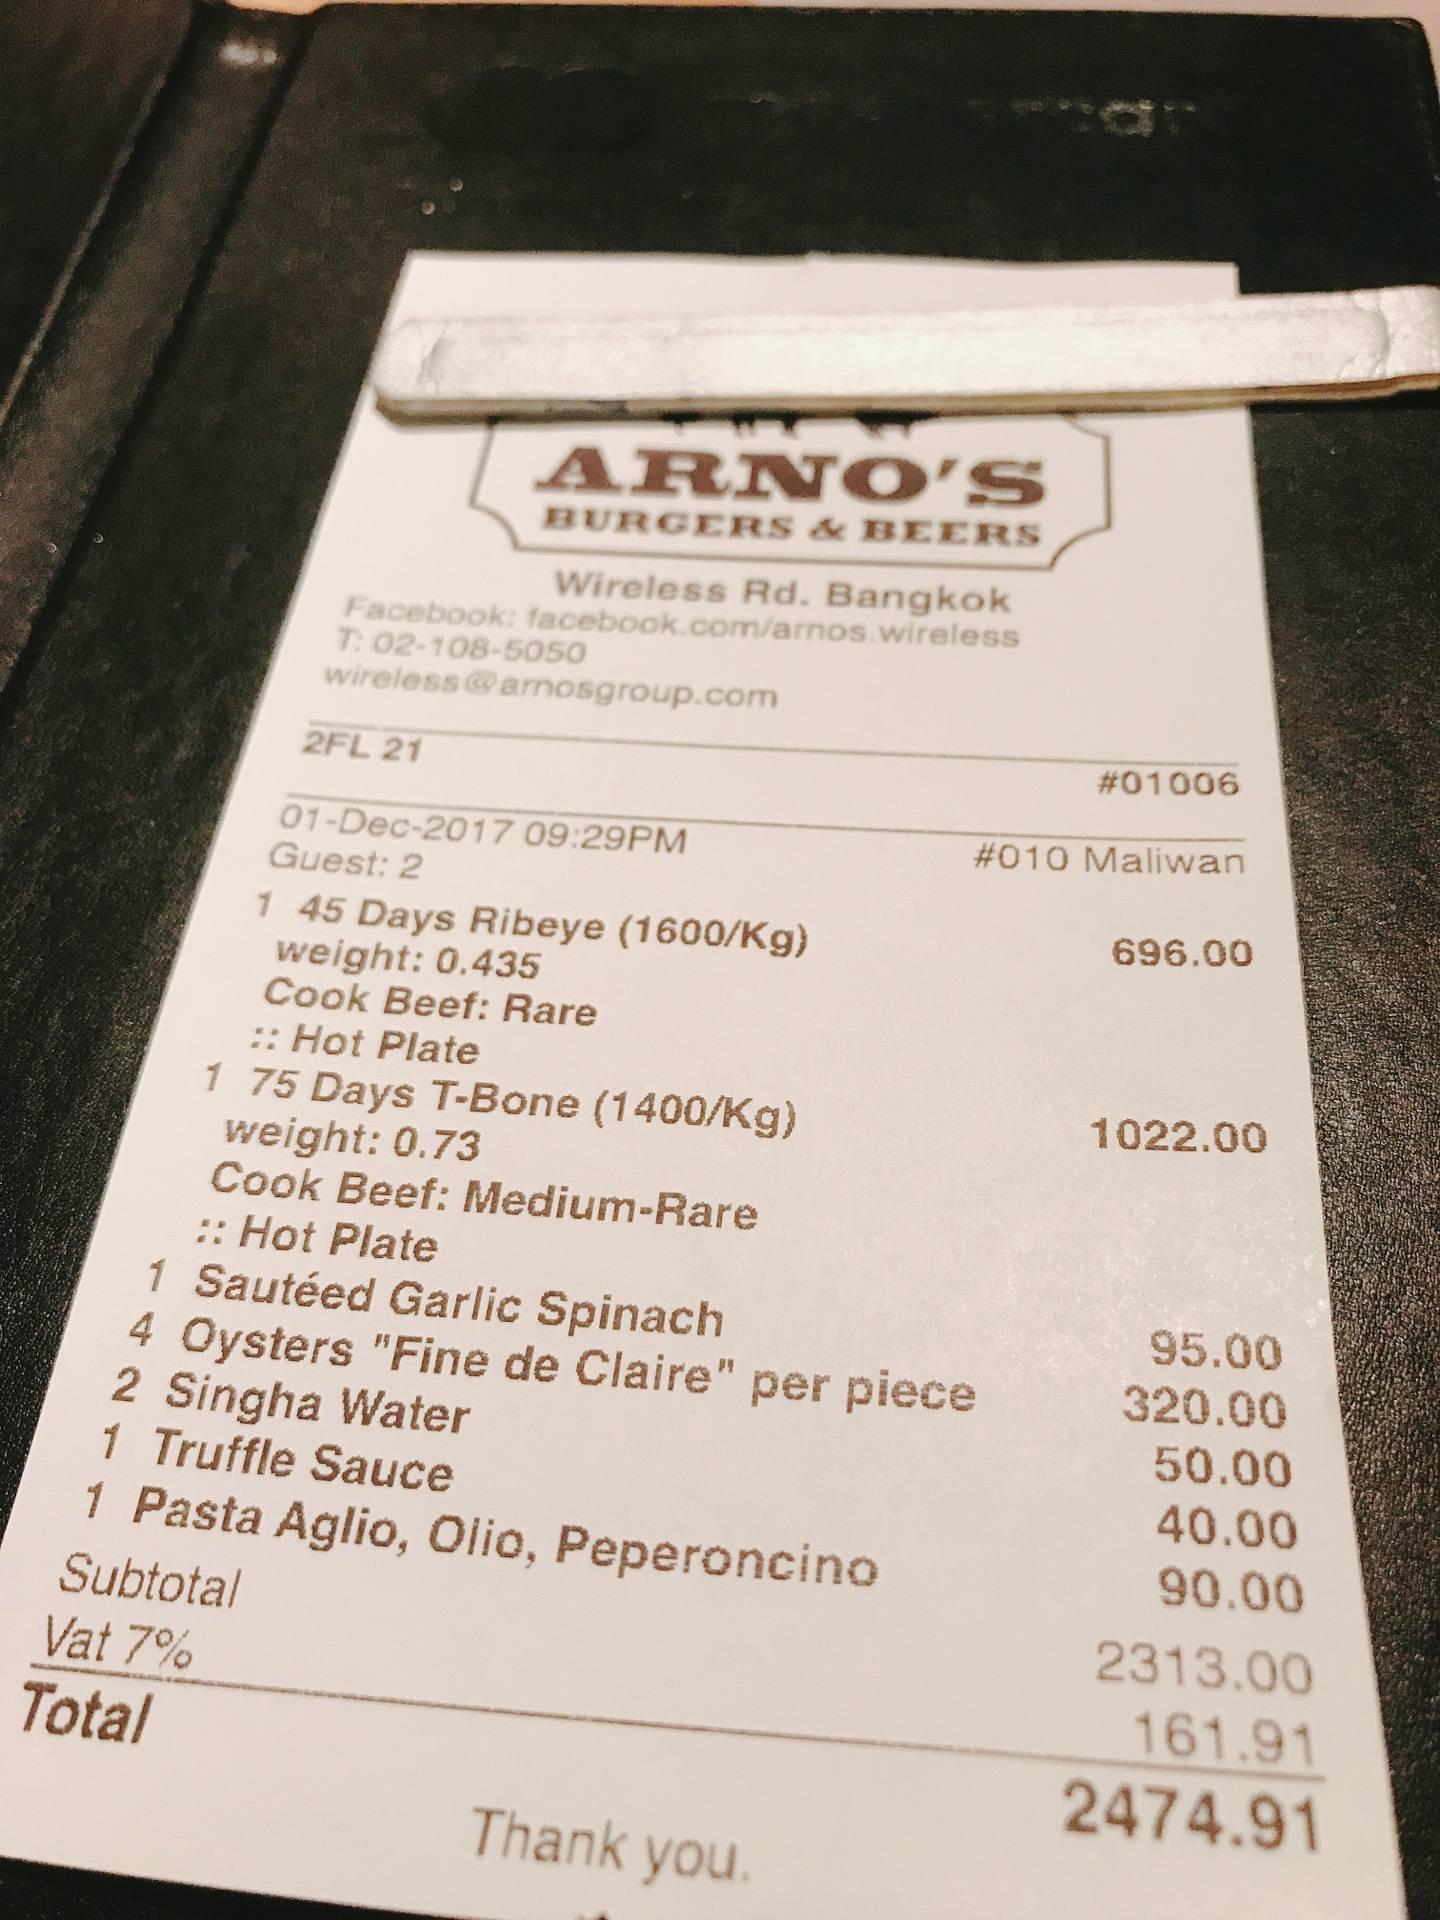 ARNO'S
BURGERS & BEERS
Wireless Rd. Bangkok
Facebook: facebook.com/arnos.wireless
T: 02-108-5050
wireless@arnosgroup.com
2FL 21 #01006
01-Dec-2017 09:29PM #010 Maliwan
Guest: 2
1 45 Days Ribeye (1600/Kg) 696.00
weight: 0.435
Cook Beef: Rare
:: Hot Plate
1 75 Days T-Bone (1400/Kg) 1022.00
weight: 0.73
Cook Beef: Medium-Rare
:: Hot Plate
1 Sautéed Garlic Spinach 95.00
4 Oysters "Fine de Claire" per piece 320.00
2 Singha Water 50.00
1 Truffle Sauce 40.00
1 Pasta Aglio, Olio, Peperoncino 90.00
Subtotal 2313.00
Vat 7% 161.91
Total 2474.91
Thank you.